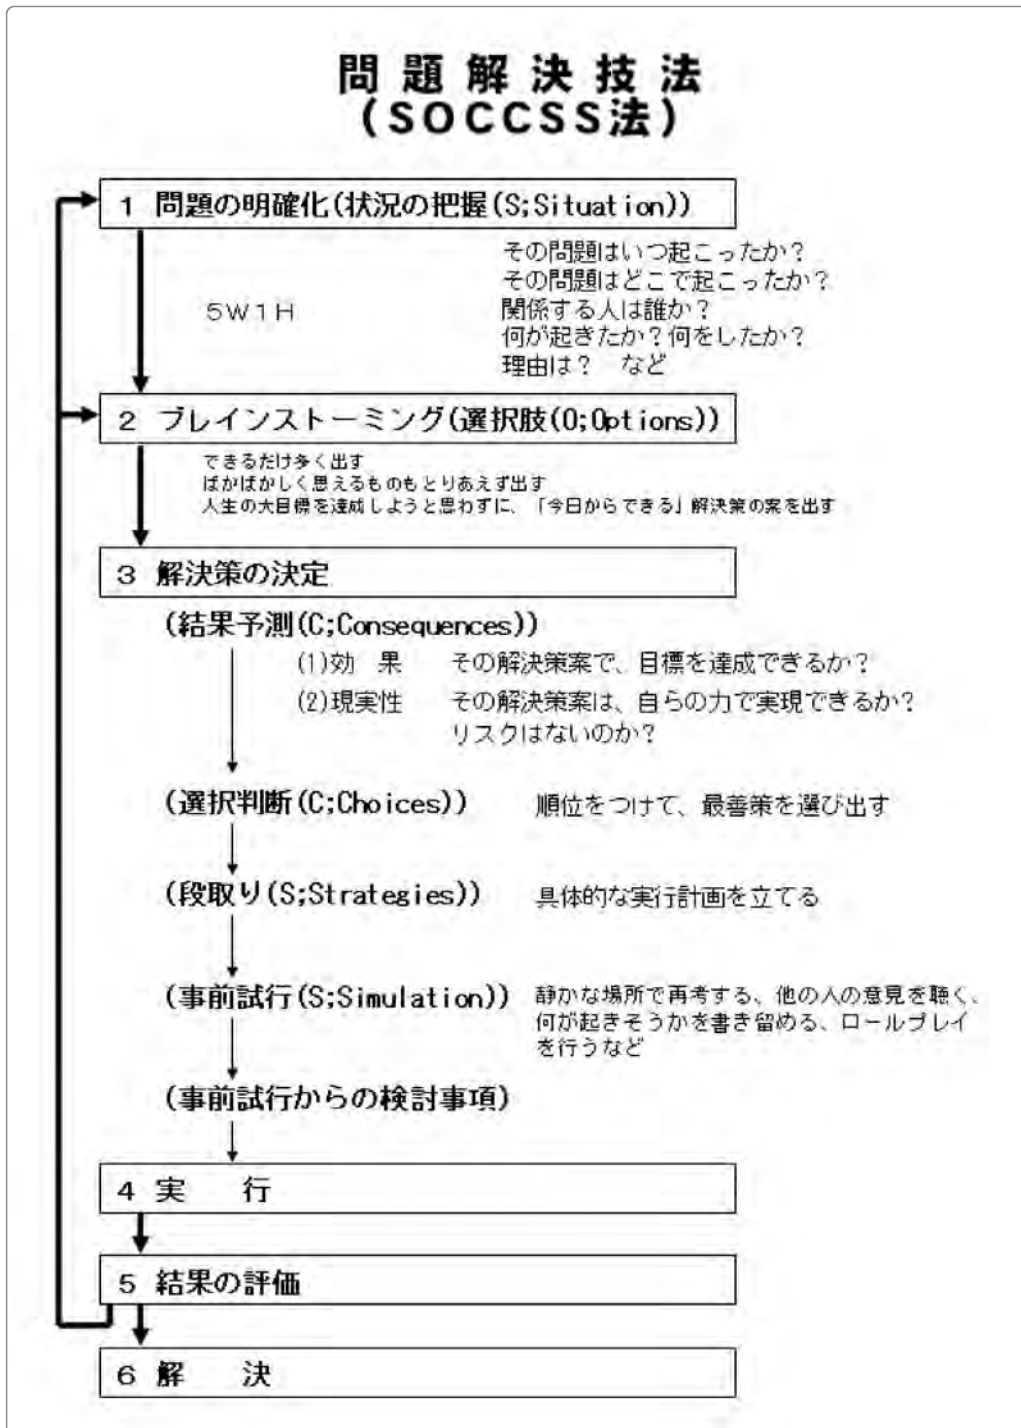 問題解決技法
(SOCCSS法)
1 問題の明確化(状況の把握(S;Situation))
その問題はいつ起こったか？
その問題はどこで起こったか？
5W1H
関係する人は誰か？
何が起きたか？何をしたか？
理由は？ など
2 ブレインストーミング(選択肢(O;Options))
できるだけ多く出す
ばかばかしく思えるものもとりあえず出す
人生の大目標を達成しようと思わずに、「今日からできる」解決策の案を出す
3 解決策の決定
(結果予測(C;Consequences))
(1)効 果 その解決策案で、目標を達成できるか？
(2)現実性 その解決策案は、自らの力で実現できるか？
リスクはないのか？
(選択判断(C;Choices)) 順位をつけて、最善策を選び出す
(段取り(S;Strategies)) 具体的な実行計画を立てる
(事前試行(S;Simulation)) 静かな場所で再考する、他の人の意見を聴く、
何が起きそうかを書き留める、ロールプレイ
を行うなど
(事前試行からの検討事項)
4 実 行
5 結果の評価
6 解 決